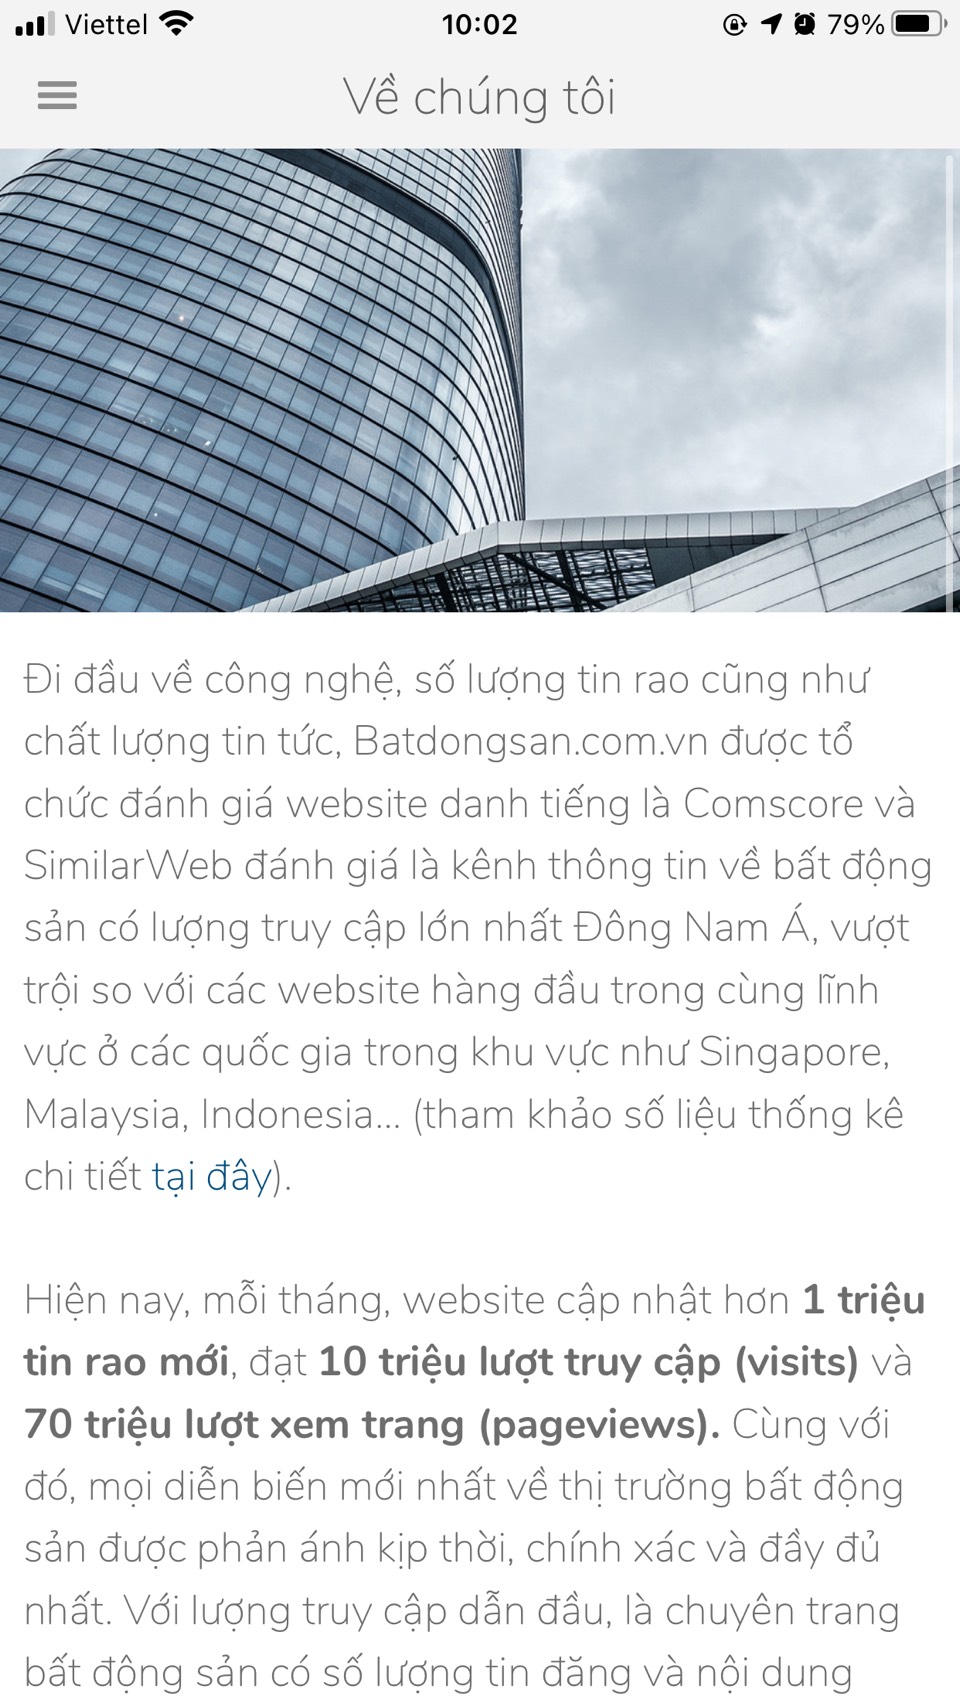 Viettel
10:02
79%
Về chúng tôi
Đi đầu về công nghệ, số lượng tin rao cũng như
chất lượng tin tức, Batdongsan.com.vn được tổ
chức đánh giá website danh tiếng là Comscore và
SimilarWeb đánh giá là kênh thông tin về bất động
sản có lượng truy cập lớn nhất Đông Nam Á, vượt
trội so với các website hàng đầu trong cùng lĩnh
vực ở các quốc gia trong khu vực như Singapore,
Malaysia, Indonesia... (tham khảo số liệu thống kê
chi tiết tại đây).
Hiện nay, mỗi tháng, website cập nhật hơn 1 triệu
tin rao mới, đạt 10 triệu lượt truy cập (visits) và
70 triệu lượt xem trang (pageviews). Cùng với
đó, mọi diễn biến mới nhất về thị trường bất động
sản được phản ánh kịp thời, chính xác và đầy đủ
nhất. Với lượng truy cập dẫn đầu, là chuyên trang
bất động sản có số lượng tin đăng và nội dung